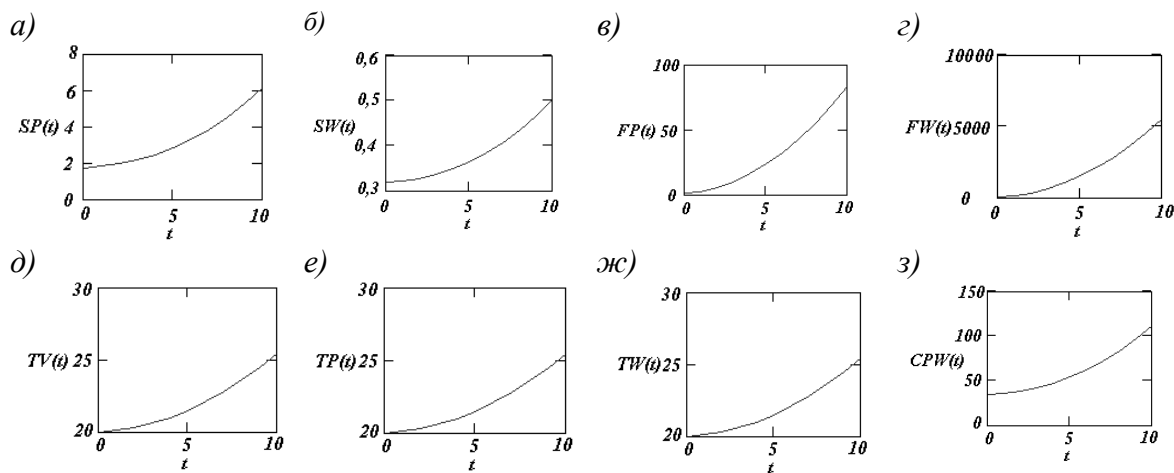 а)
8
6
SP(t) 4
2
0
0 5 10
t
б)
0,6
0,5
SW(t)
0,4
0,3
0 5 10
t
в)
100
FP(t) 50
0
0 5 10
t
г)
10000
FW(t) 5000
0
0 5 10
t
д)
30
TV(t) 25
20
0 5 10
t
е)
30
TP(t) 25
20
0 5 10
t
ж)
30
TW(t) 25
20
0 5 10
t
з)
150
100
CPW(t)
50
0
0 5 10
t